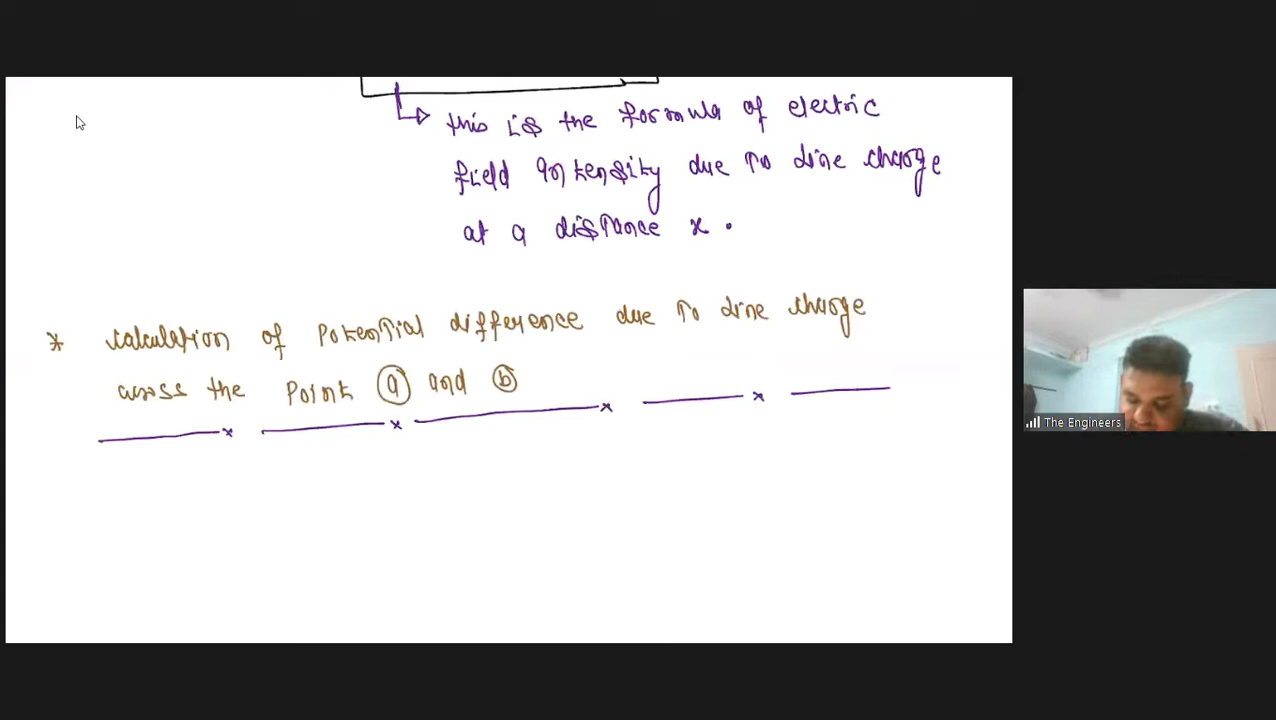 this is the formula of electric
field intensity due to line charge
at a distance x .
* calculation of Potential difference due to line charge
across the Point a and b
The Engineers